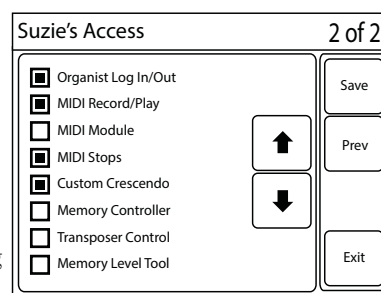 Suzie's Access
2 of 2
Organist Log In/Out
MIDI Record/Play
MIDI Module
MIDI Stops
Custom Crescendo
Memory Controller
Transposer Control
Memory Level Tool
Save
Prev
Exit